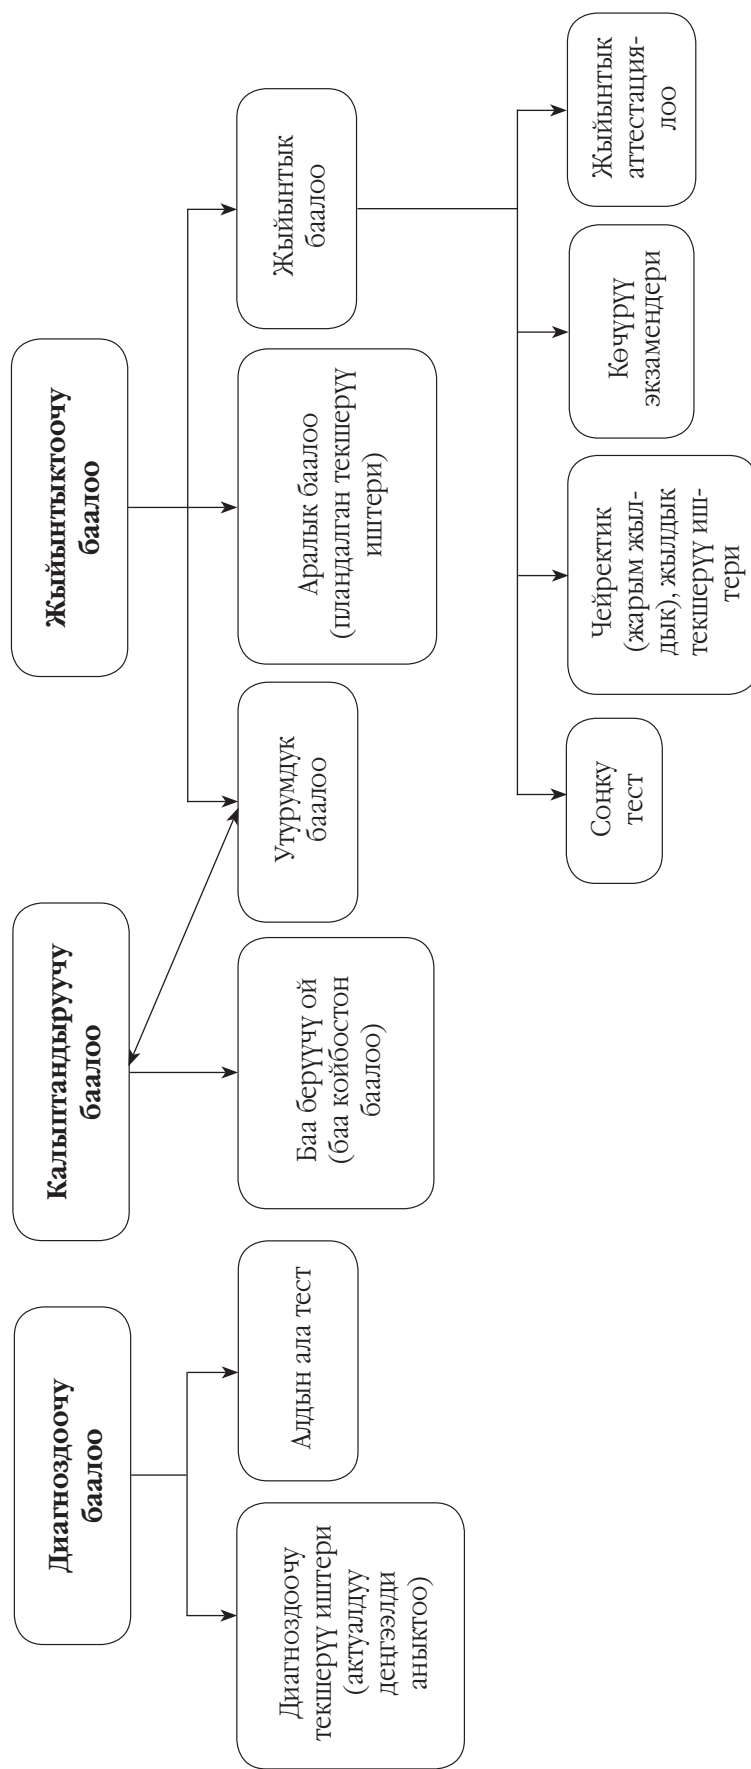 Диагноздоочу
баалоо
Калыптандыруучу
баалоо
Жыйынтыктоочу
баалоо
Диагноздоочу
текшерүү иштери
(актуалдуу
деңгээлди
аныктоо)
Алдын ала тест
Баа берүүчү ой
(баа койбостон
баалоо)
Утурумдук
баалоо
Аралык баалоо
(пландалган текшерүү
иштери)
Жыйынтык
баалоо
Соңку
тест
Чейректик
(жарым жыл-
дык), жылдык
текшерүү иш-
тери
Көчүрүү
экзамендери
Жыйынтык
аттестация-
лоо